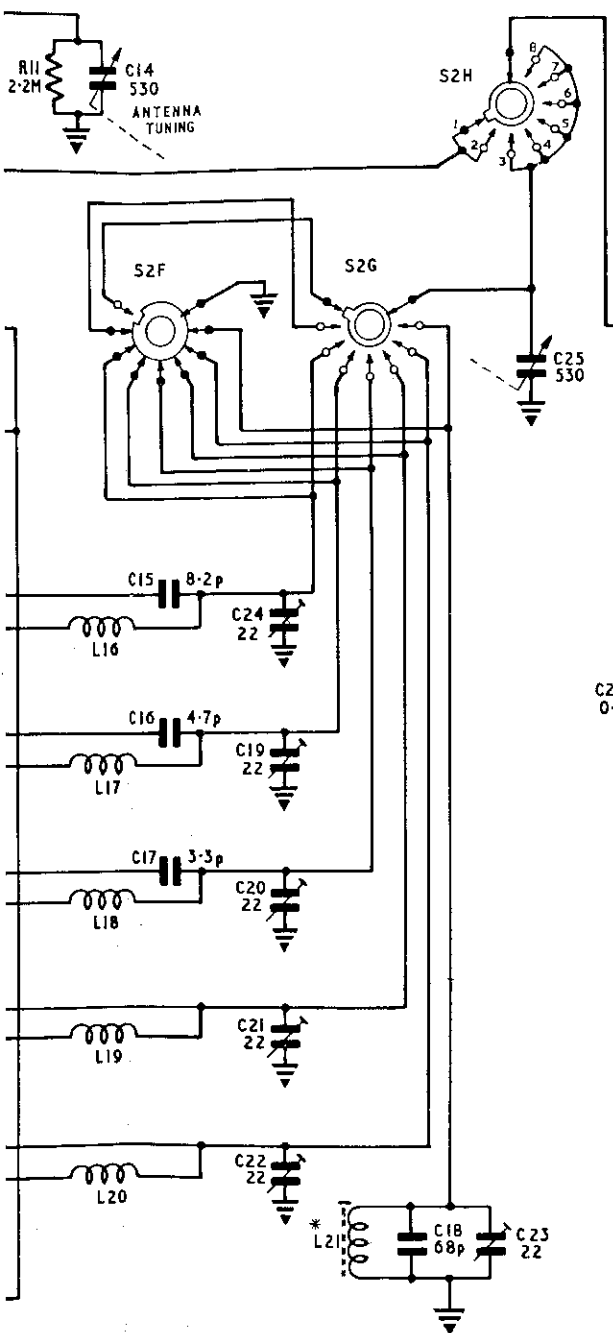 R11
2·2M
C14
530
ANTENNA
TUNING
S2H
8
7
6
5
4
3
2
1
S2F
S2G
C25
530
C15
8·2p
L16
C24
22
C16
4·7p
L17
C19
22
C2
0·
C17
3·3p
L18
C20
22
L19
C21
22
L20
C22
22
*
L21
C18
68p
C23
22